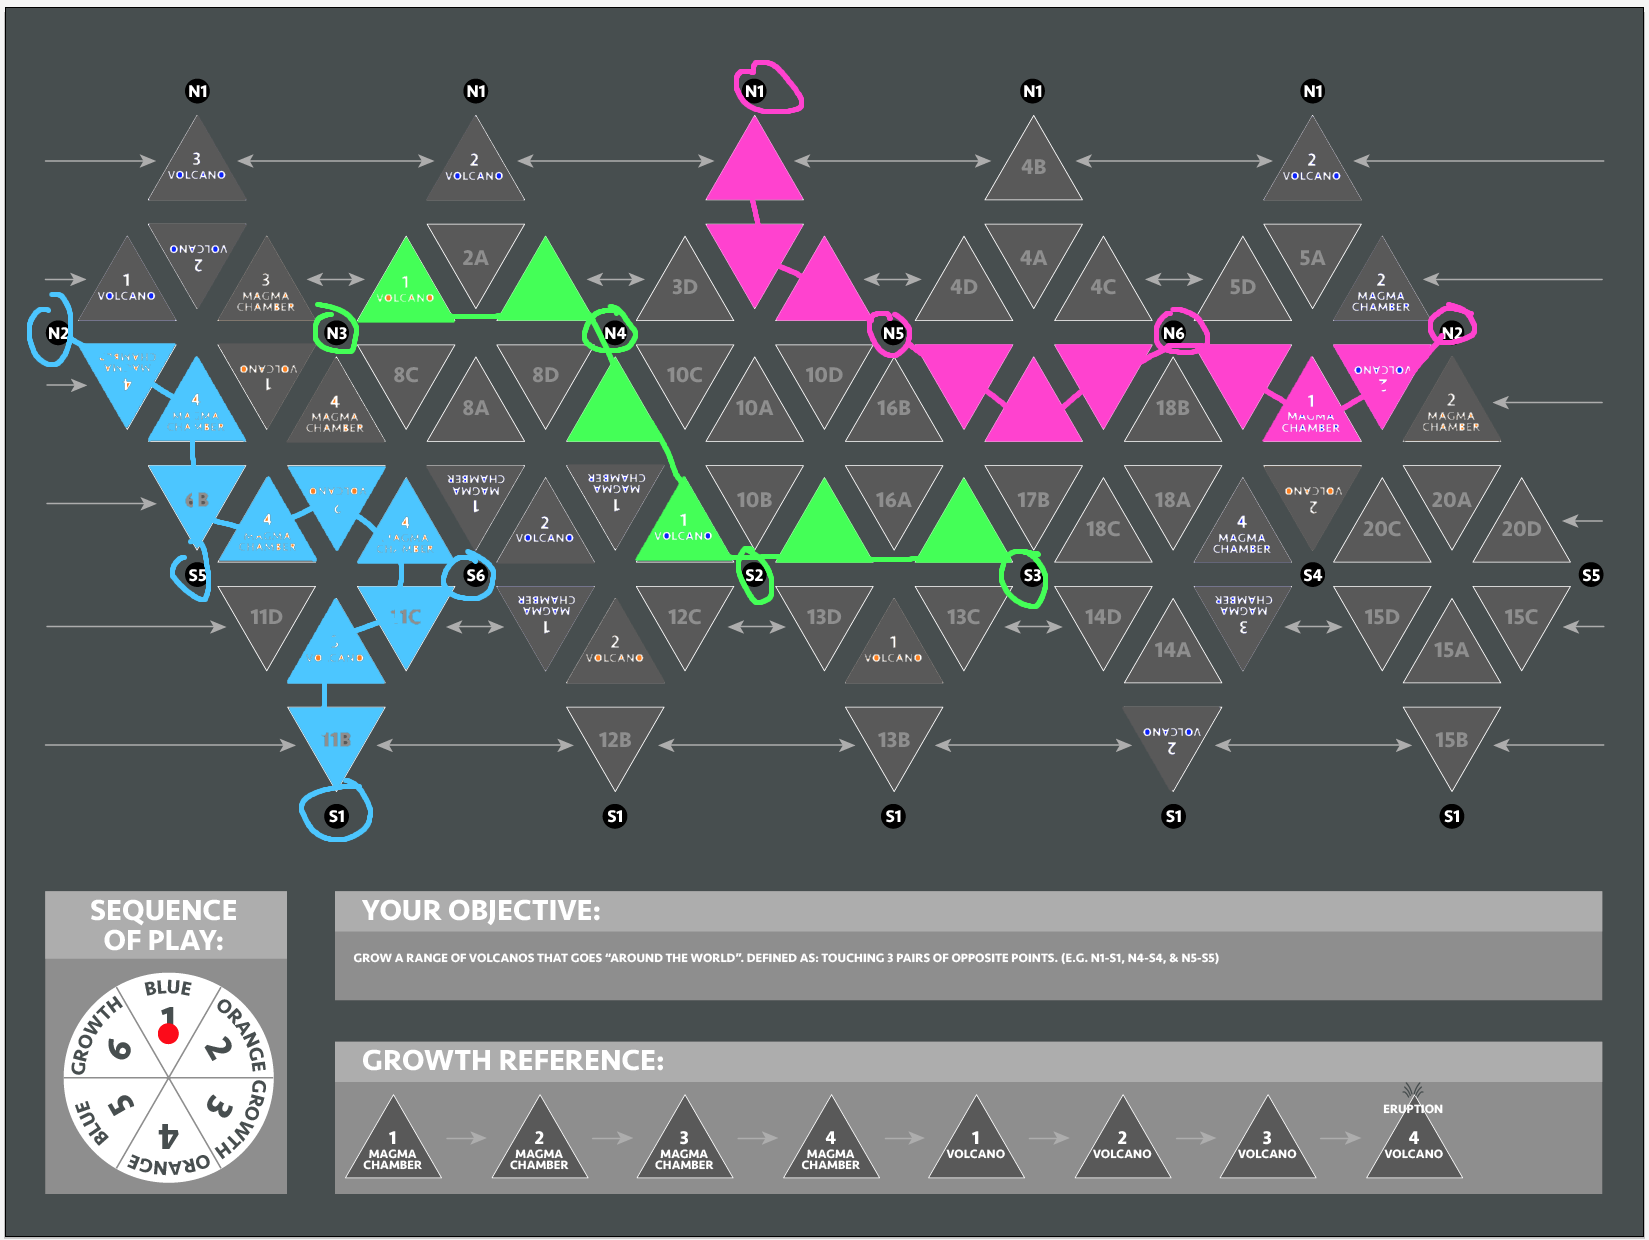 N1 N1 N1 N1 N1
3 VOLCANO
2 VOLCANO
4B
2 VOLCANO
2 VOLCANO
2A
4A
5A
1 VOLCANO
3 MAGMA CHAMBER
1 VOLCANO
3D
4D
4C
5D
2 MAGMA CHAMBER
N2 N3 N4 N5 N6 N2
4
1 VOLCANO
8C
8D
10C
10D
2 VOLCANO
4
4 MAGMA CHAMBER
8A
10A
16B
18B
1 MAGMA CHAMBER
2 MAGMA CHAMBER
6B
1 MAGMA CHAMBER
1 MAGMA CHAMBER
10B
16A
17B
18A
2 VOLCANO
20A
4 CHAMBER
4 CHAMBER
2 VOLCANO
1 VOLCANO
18C
4 MAGMA CHAMBER
20C
20D
S5 S6 S2 S3 S4 S5
11D
11C
1 MAGMA CHAMBER
12C
13D
13C
14D
3 MAGMA CHAMBER
15D
15C
VOLCANO
2 VOLCANO
1 VOLCANO
14A
15A
11B
12B
13B
2 VOLCANO
15B
S1 S1 S1 S1 S1
SEQUENCE
OF PLAY:
BLUE
1
ORANGE
2
GROWTH
3
ORANGE
4
BLUE
5
GROWTH
6
YOUR OBJECTIVE:
GROW A RANGE OF VOLCANOS THAT GOES “AROUND THE WORLD”. DEFINED AS: TOUCHING 3 PAIRS OF OPPOSITE POINTS. (E.G. N1-S1, N4-S4, & N5-S5)
GROWTH REFERENCE:
1 MAGMA CHAMBER
2 MAGMA CHAMBER
3 MAGMA CHAMBER
4 MAGMA CHAMBER
1 VOLCANO
2 VOLCANO
3 VOLCANO
ERUPTION
4 VOLCANO